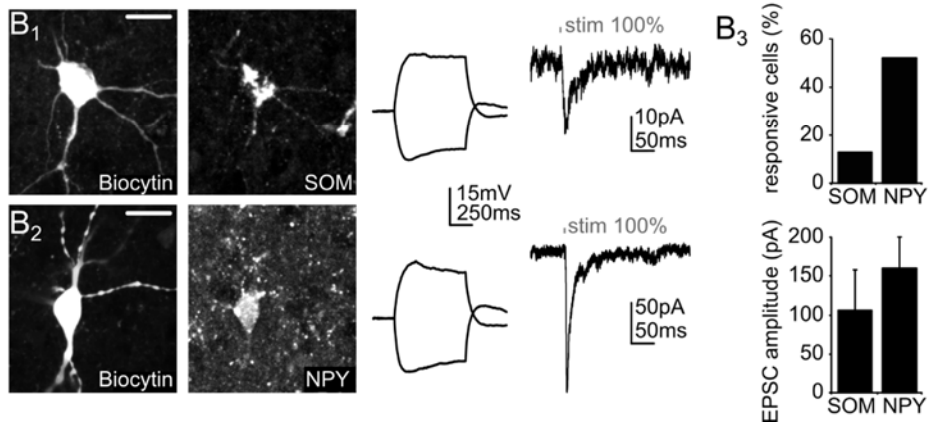 B1
Biocytin
SOM
stim 100%
10pA
50ms
15mV
250ms
B2
Biocytin
NPY
stim 100%
50pA
50ms
B3
responsive cells (%)
60
40
20
0
SOM NPY
EPSC amplitude (pA)
200
150
100
50
0
SOM NPY